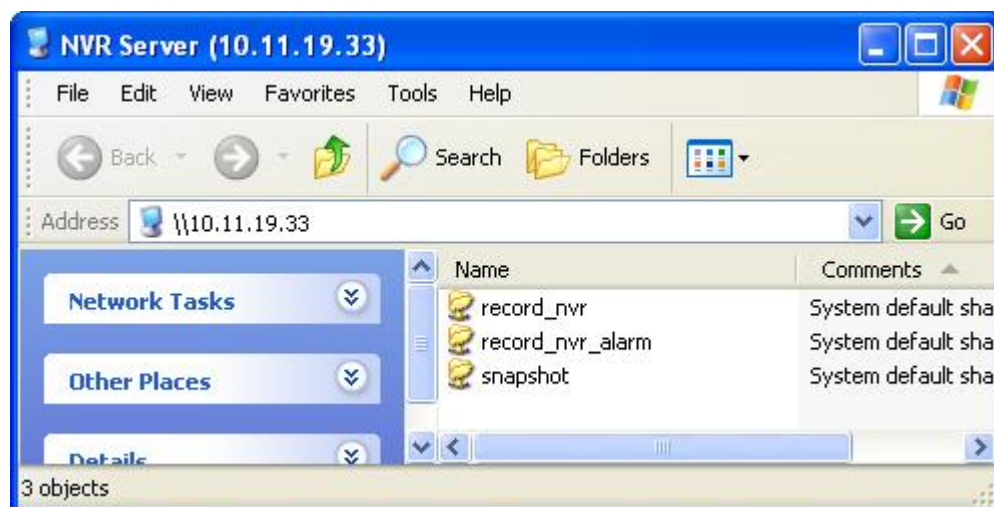 NVR Server (10.11.19.33)
File Edit View Favorites Tools Help
Back Search Folders
Address \\10.11.19.33 Go
Name Comments
Network Tasks
record_nvr System default sha
record_nvr_alarm System default sha
Other Places
snapshot System default sha
Details
3 objects